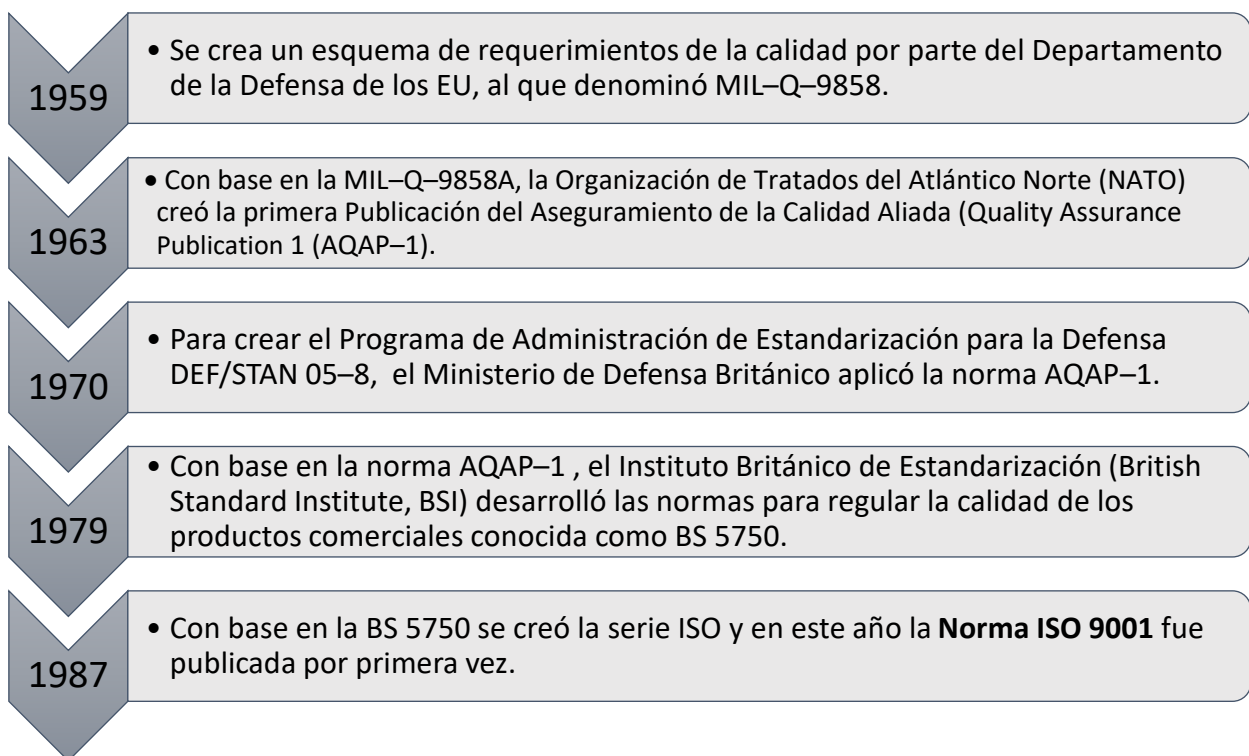 1959
• Se crea un esquema de requerimientos de la calidad por parte del Departamento
de la Defensa de los EU, al que denominó MIL–Q–9858.
1963
• Con base en la MIL–Q–9858A, la Organización de Tratados del Atlántico Norte (NATO)
creó la primera Publicación del Aseguramiento de la Calidad Aliada (Quality Assurance
Publication 1 (AQAP–1).
1970
• Para crear el Programa de Administración de Estandarización para la Defensa
DEF/STAN 05–8, el Ministerio de Defensa Británico aplicó la norma AQAP–1.
1979
• Con base en la norma AQAP–1 , el Instituto Británico de Estandarización (British
Standard Institute, BSI) desarrolló las normas para regular la calidad de los
productos comerciales conocida como BS 5750.
1987
• Con base en la BS 5750 se creó la serie ISO y en este año la Norma ISO 9001 fue
publicada por primera vez.